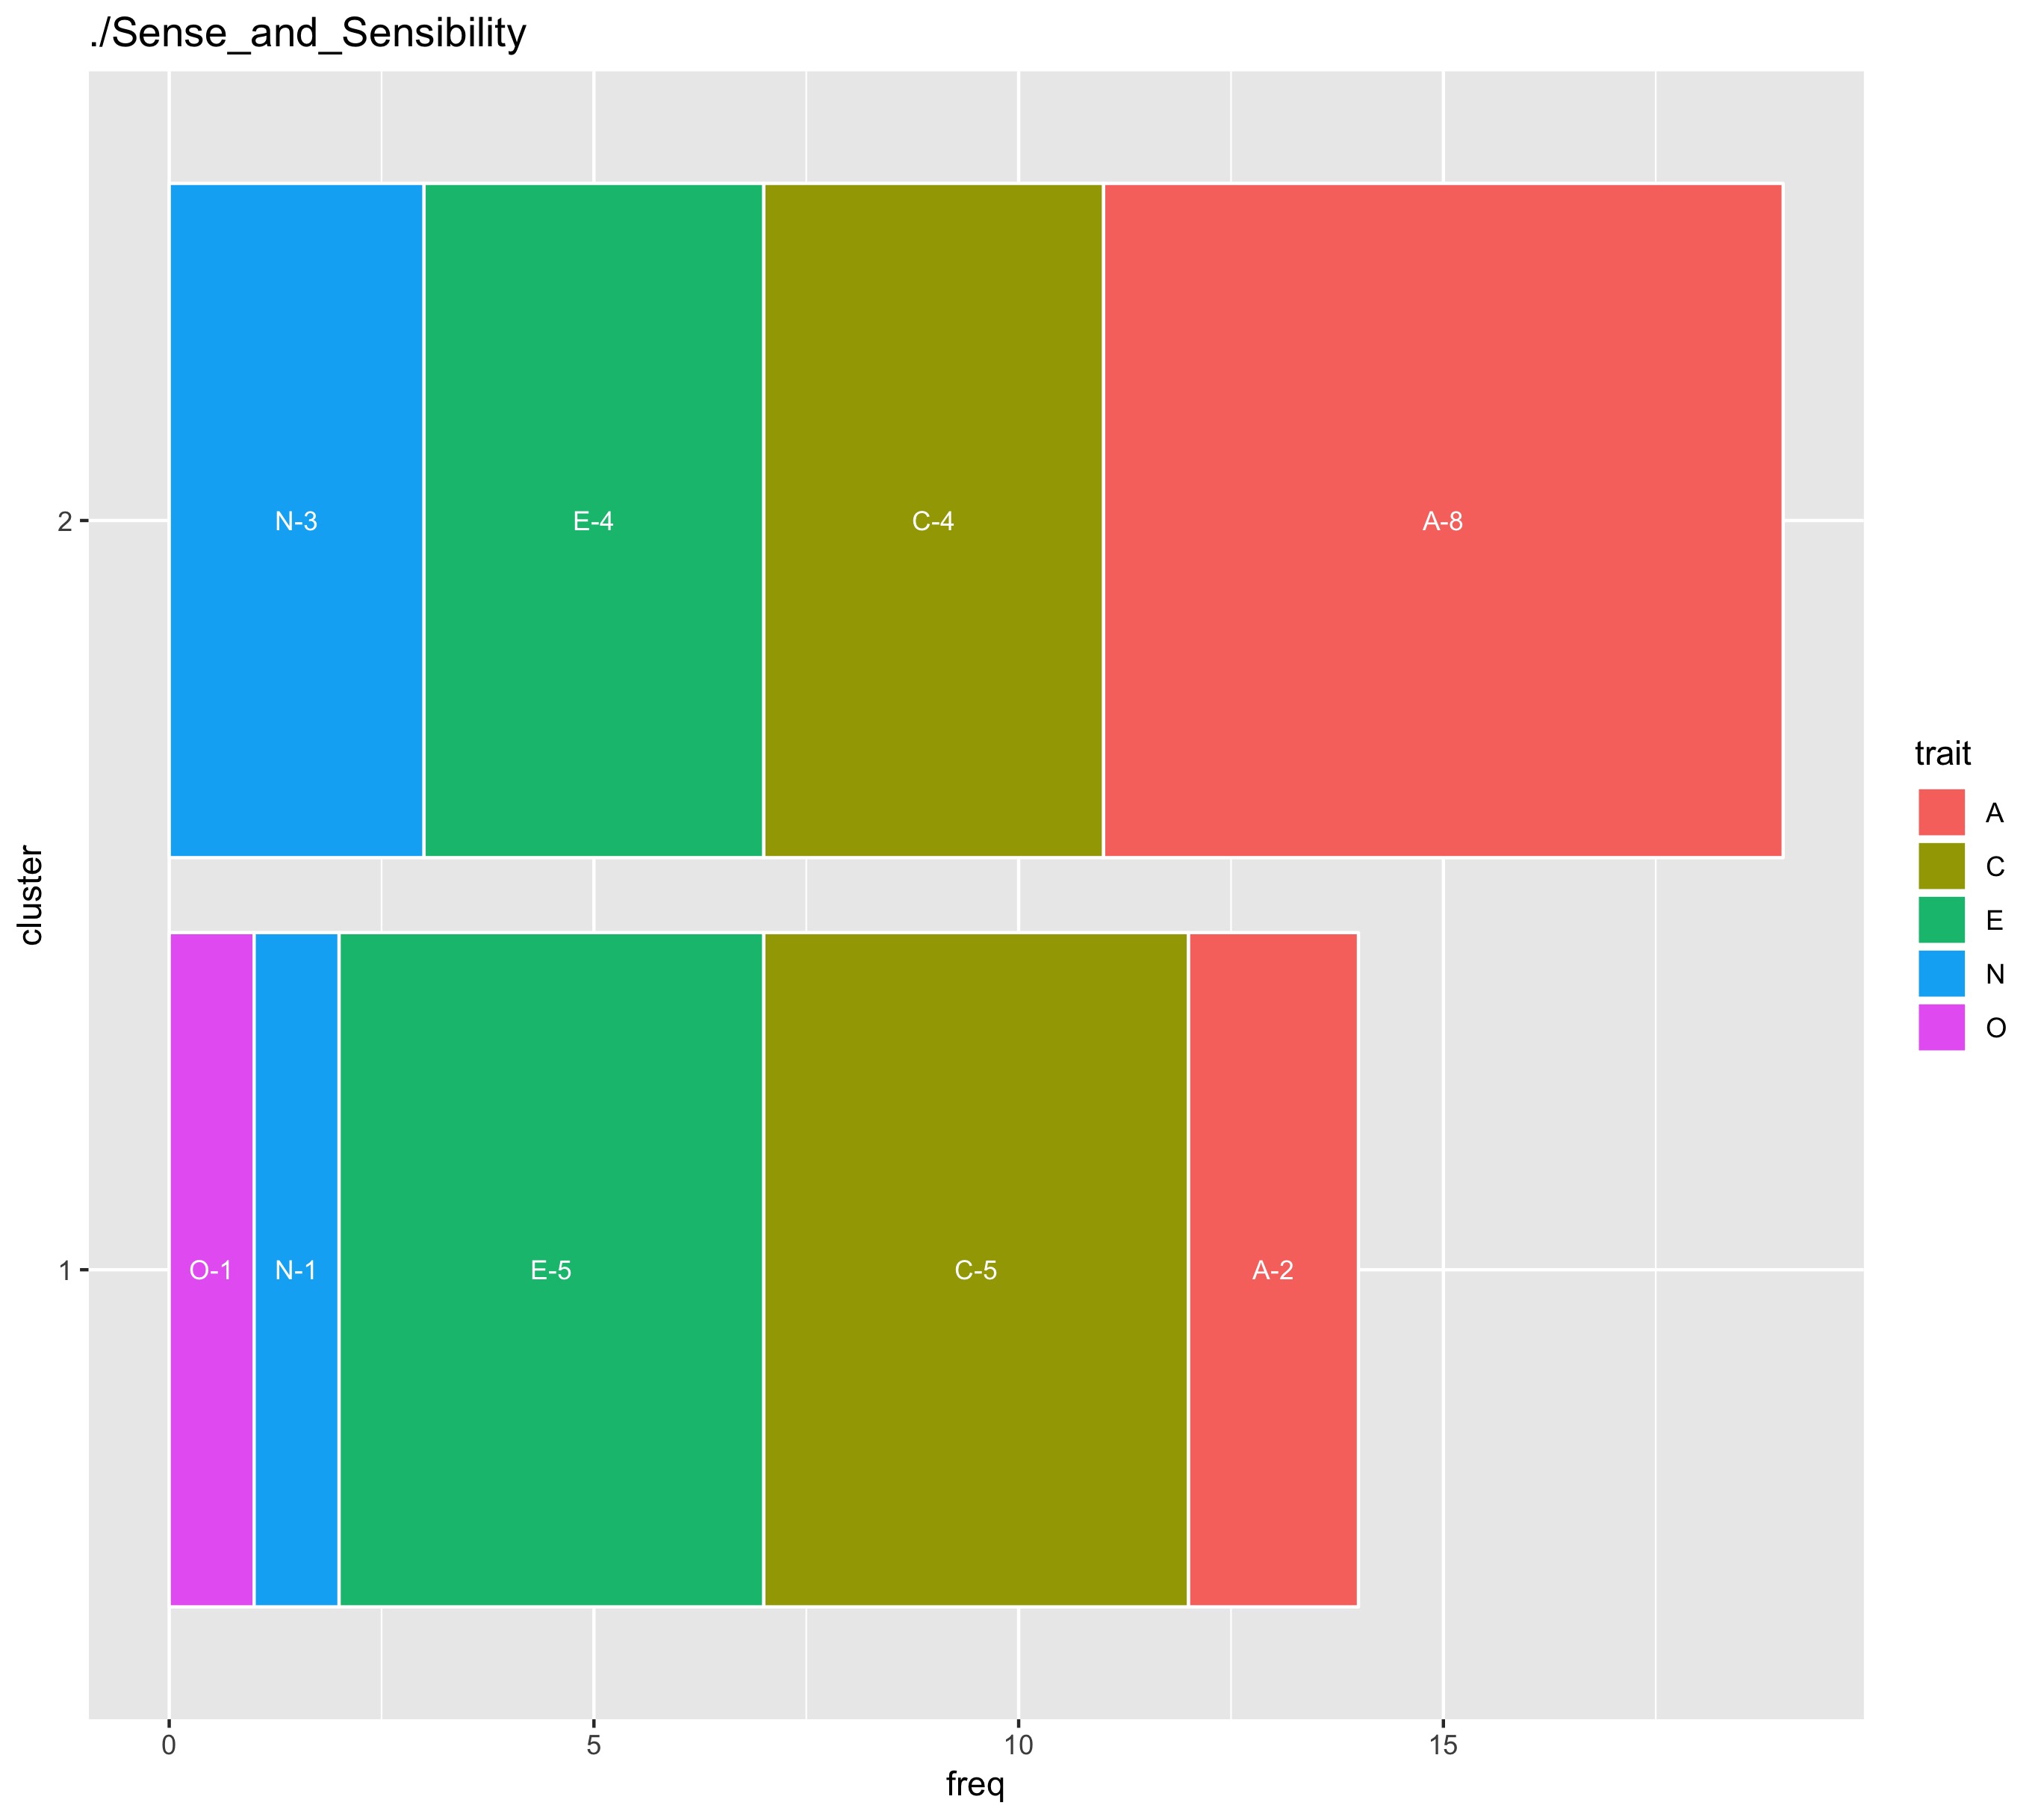 ./Sense_and_Sensibility
N-3 E-4 C-4 A-8
2
cluster
O-1 N-1 E-5 C-5 A-2
1
0 5 10 15
freq
trait
A
C
E
N
O